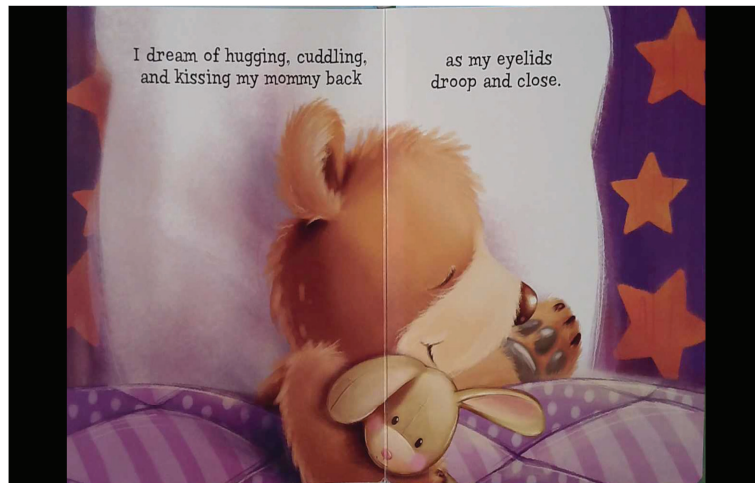 I dream of hugging, cuddling,
and kissing my mommy back
as my eyelids
droop and close.